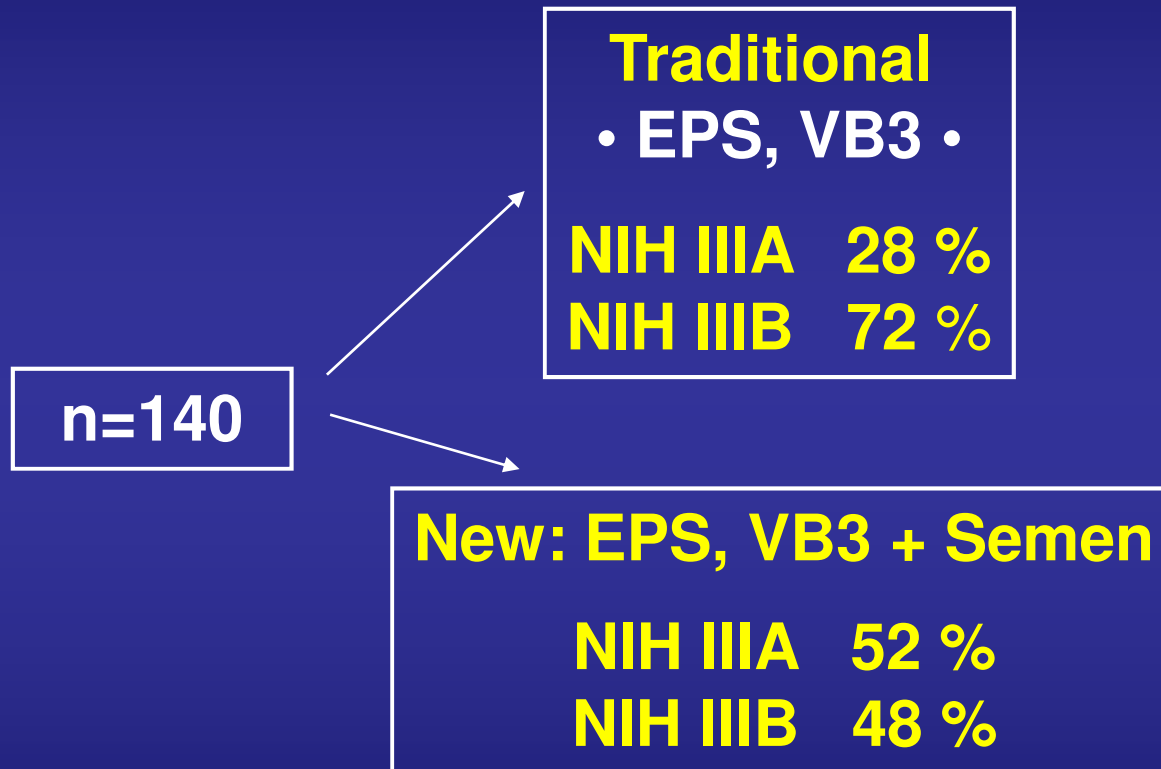 Traditional
• EPS, VB3 •
NIH IIIA 28 %
NIH IIIB 72 %
n=140
New: EPS, VB3 + Semen
NIH IIIA 52 %
NIH IIIB 48 %